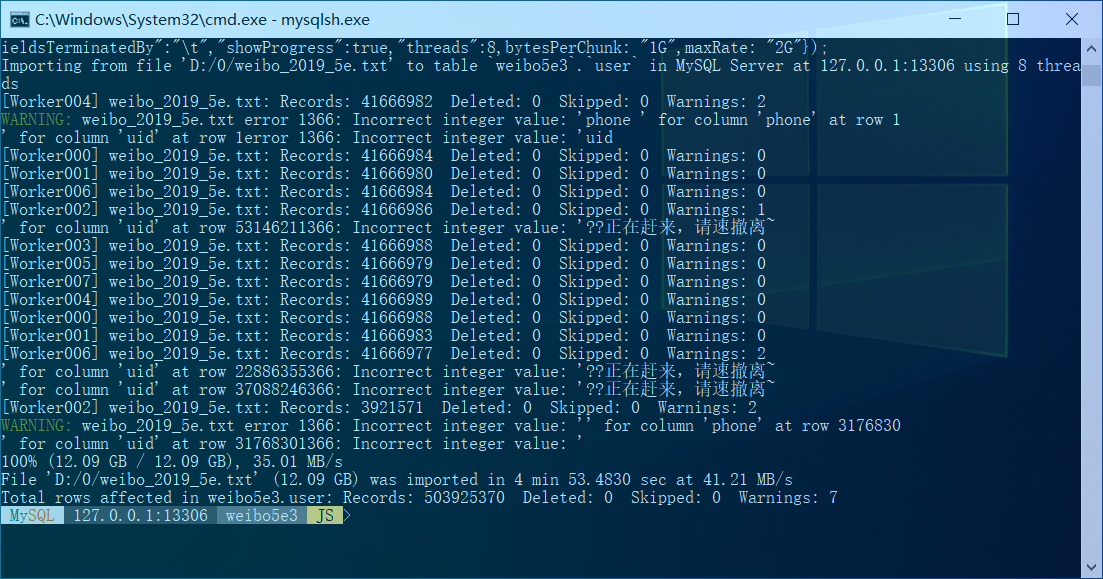 C:\Windows\System32\cmd.exe - mysqlsh.exe
ieldsTerminatedBy":"\t","showProgress":true,"threads":8,bytesPerChunk: "1G",maxRate: "2G"});
Importing from file 'D:/0/weibo_2019_5e.txt' to table `weibo5e3`.`user` in MySQL Server at 127.0.0.1:13306 using 8 threa
ds
[Worker004] weibo_2019_5e.txt: Records: 41666982  Deleted: 0  Skipped: 0  Warnings: 2
WARNING: weibo_2019_5e.txt error 1366: Incorrect integer value: 'phone ' for column 'phone' at row 1
' for column 'uid' at row 1error 1366: Incorrect integer value: 'uid
[Worker000] weibo_2019_5e.txt: Records: 41666984  Deleted: 0  Skipped: 0  Warnings: 0
[Worker001] weibo_2019_5e.txt: Records: 41666980  Deleted: 0  Skipped: 0  Warnings: 0
[Worker006] weibo_2019_5e.txt: Records: 41666984  Deleted: 0  Skipped: 0  Warnings: 0
[Worker002] weibo_2019_5e.txt: Records: 41666986  Deleted: 0  Skipped: 0  Warnings: 1
' for column 'uid' at row 53146211366: Incorrect integer value: '??正在赶来，请速撤离~
[Worker003] weibo_2019_5e.txt: Records: 41666988  Deleted: 0  Skipped: 0  Warnings: 0
[Worker005] weibo_2019_5e.txt: Records: 41666979  Deleted: 0  Skipped: 0  Warnings: 0
[Worker007] weibo_2019_5e.txt: Records: 41666979  Deleted: 0  Skipped: 0  Warnings: 0
[Worker004] weibo_2019_5e.txt: Records: 41666989  Deleted: 0  Skipped: 0  Warnings: 0
[Worker000] weibo_2019_5e.txt: Records: 41666988  Deleted: 0  Skipped: 0  Warnings: 0
[Worker001] weibo_2019_5e.txt: Records: 41666983  Deleted: 0  Skipped: 0  Warnings: 0
[Worker006] weibo_2019_5e.txt: Records: 41666977  Deleted: 0  Skipped: 0  Warnings: 2
' for column 'uid' at row 22886355366: Incorrect integer value: '??正在赶来，请速撤离~
' for column 'uid' at row 37088246366: Incorrect integer value: '??正在赶来，请速撤离~
[Worker002] weibo_2019_5e.txt: Records: 3921571  Deleted: 0  Skipped: 0  Warnings: 2
WARNING: weibo_2019_5e.txt error 1366: Incorrect integer value: '' for column 'phone' at row 3176830
' for column 'uid' at row 31768301366: Incorrect integer value: '
100% (12.09 GB / 12.09 GB), 35.01 MB/s
File 'D:/0/weibo_2019_5e.txt' (12.09 GB) was imported in 4 min 53.4830 sec at 41.21 MB/s
Total rows affected in weibo5e3.user: Records: 503925370  Deleted: 0  Skipped: 0  Warnings: 7
MySQL  127.0.0.1:13306  weibo5e3  JS >